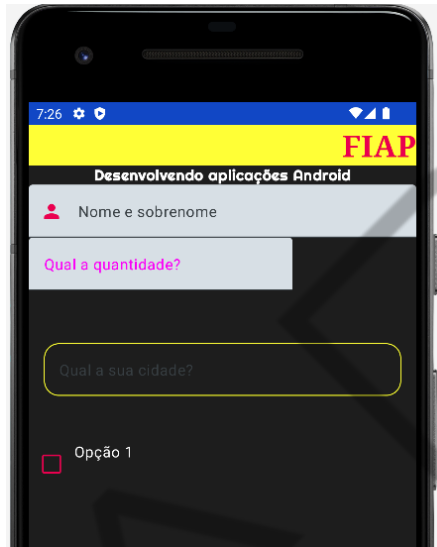 7:26
FIAP
Desenvolvendo aplicações Android
Nome e sobrenome
Qual a quantidade?
Qual a sua cidade?
Opção 1